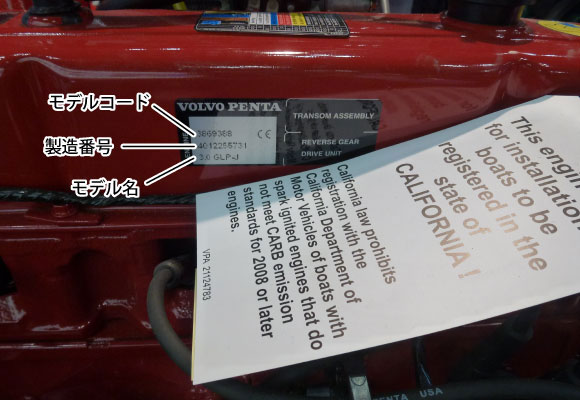 モデルコード
製造番号
モデル名
VOLVO PENTA
3869388
CE
4012255731
3.0 GLP-J
TRANSOM ASSEMBLY
REVERSE GEAR
DRIVE UNIT
California law prohibits
registration with the
California Department of
Motor Vehicles of boats with
spark ignited engines that do
not meet CARB emission
standards for 2008 or later
engines.
VPA 21124783
This engin
for installation
boats to be
registered in the
state of
CALIFORNIA !
PENTA USA